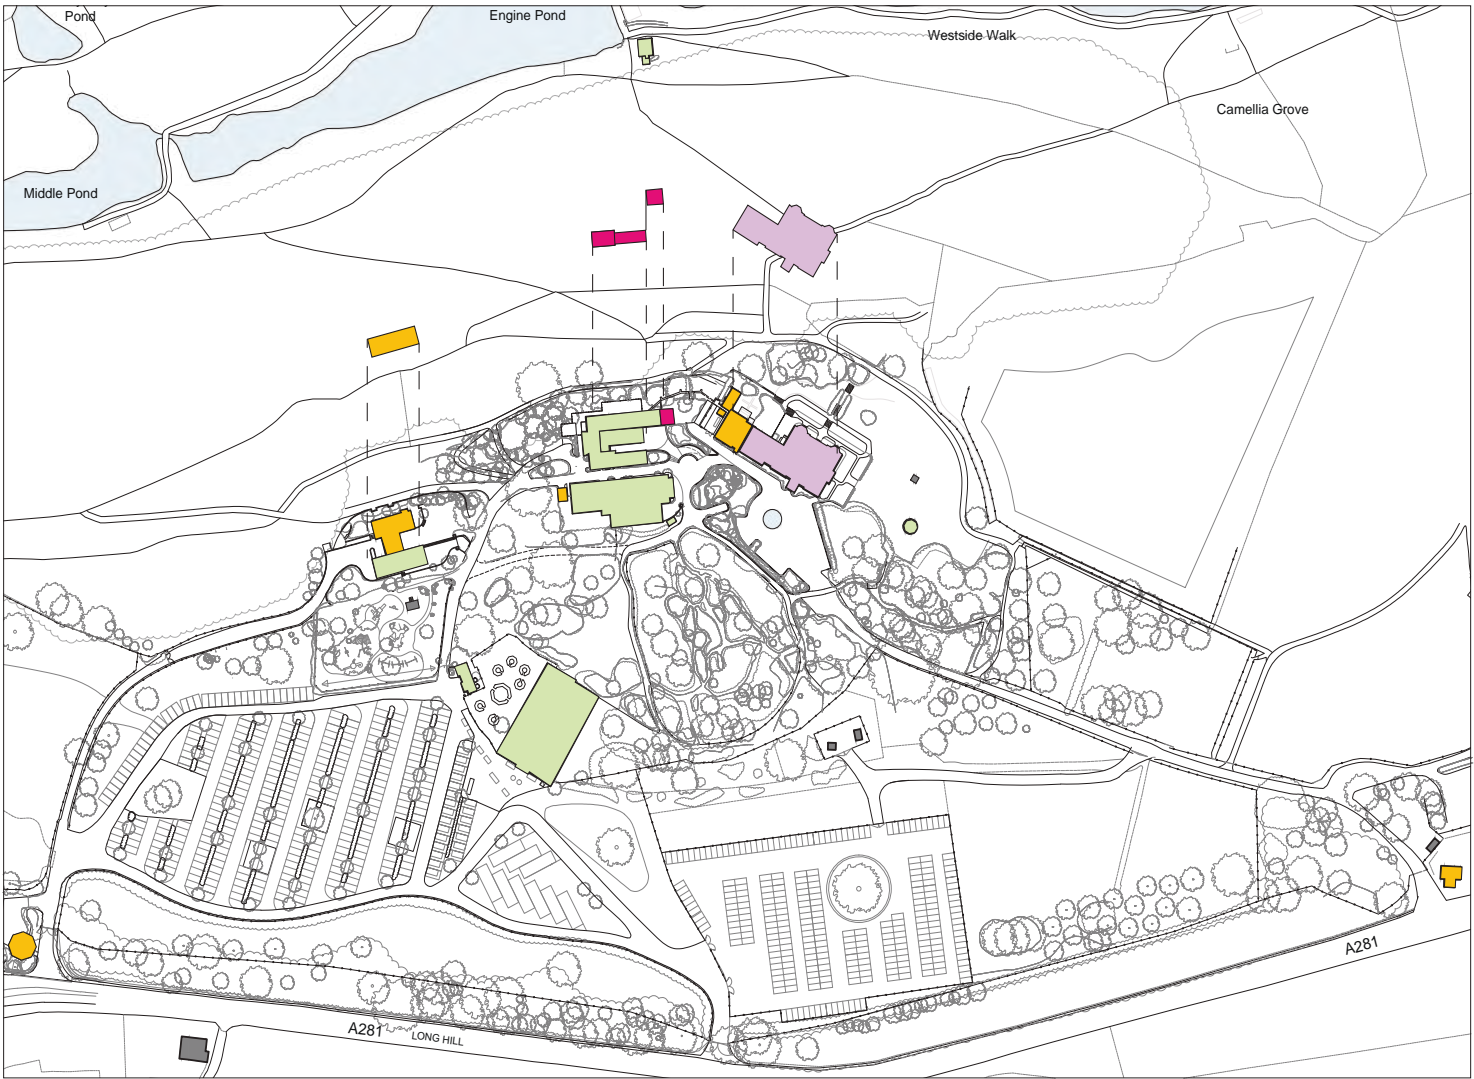 Pond
Engine Pond
Westside Walk
Camellia Grove
Middle Pond
A281
A281
LONG HILL